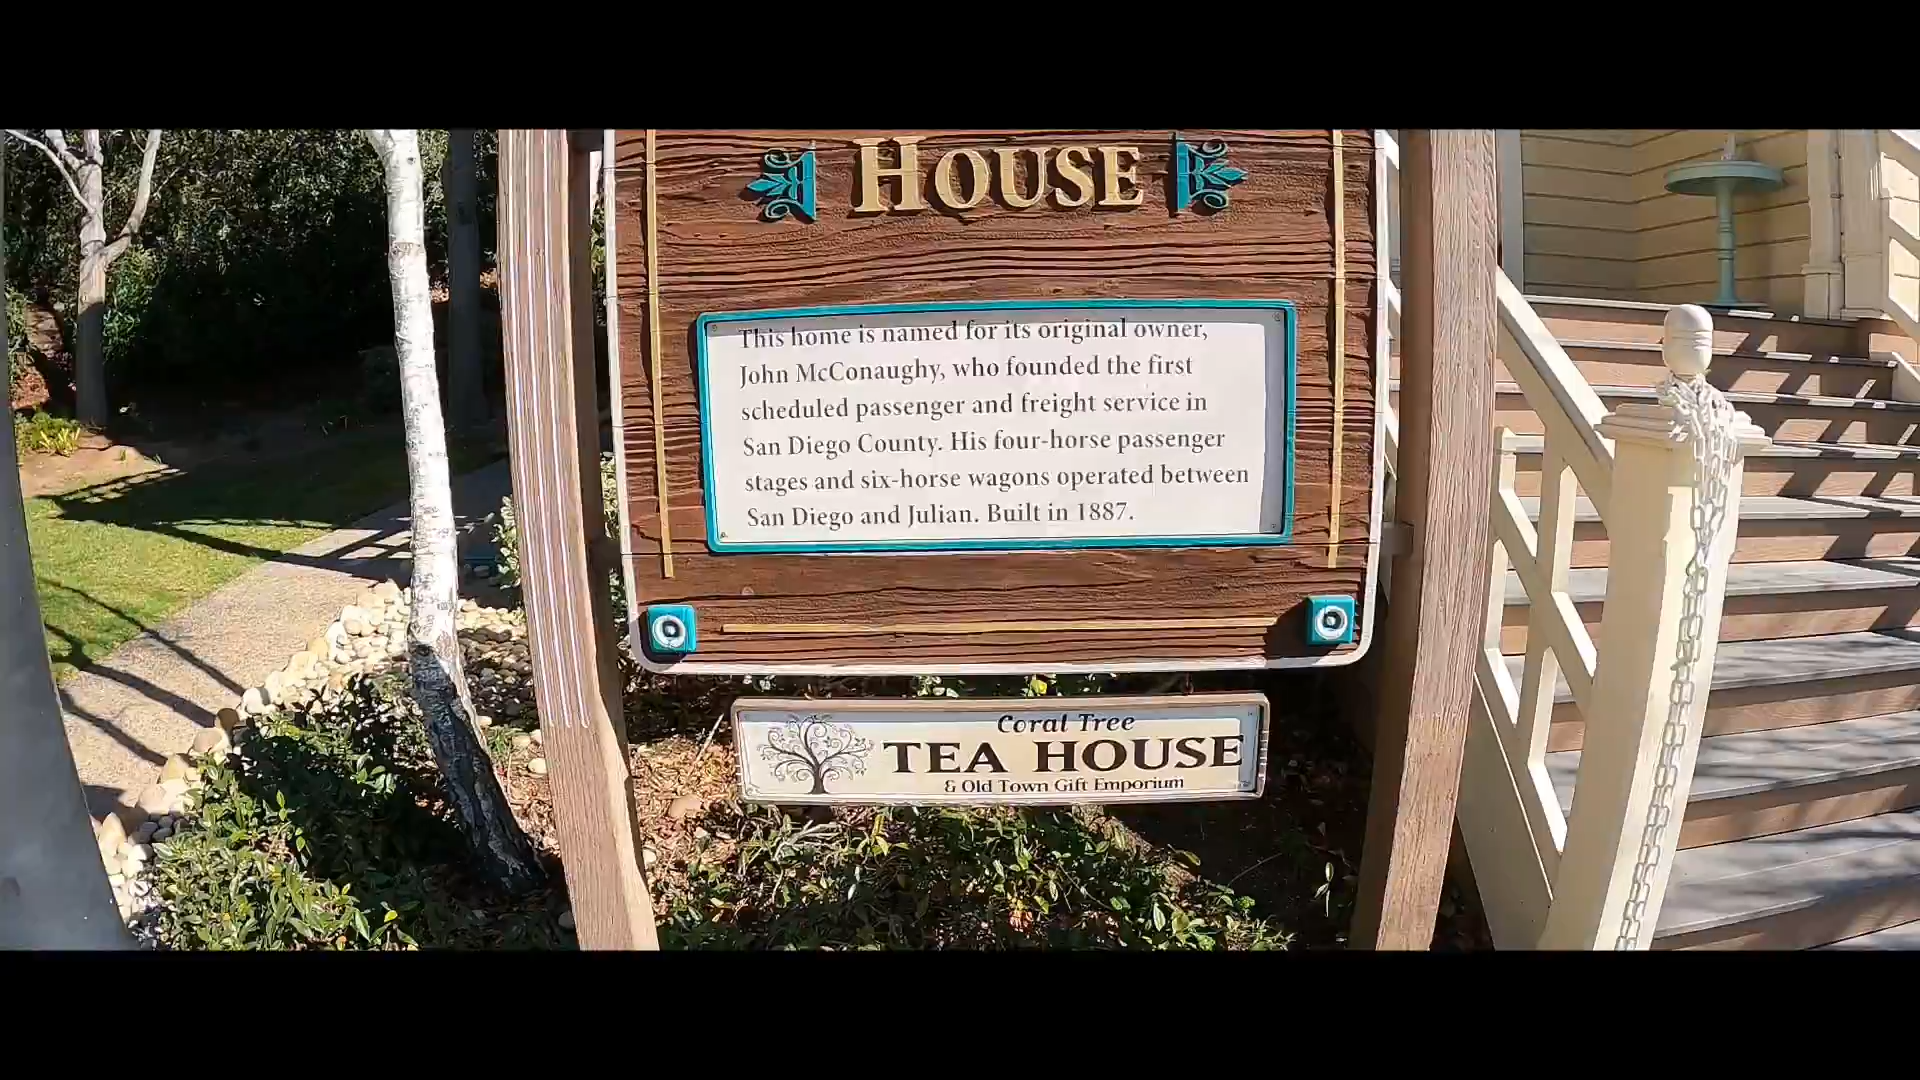 HOUSE
This home is named for its original owner,
John McConaughy, who founded the first
scheduled passenger and freight service in
San Diego County. His four-horse passenger
stages and six-horse wagons operated between
San Diego and Julian. Built in 1887.
Coral Tree
TEA HOUSE
& Old Town Gift Emporium